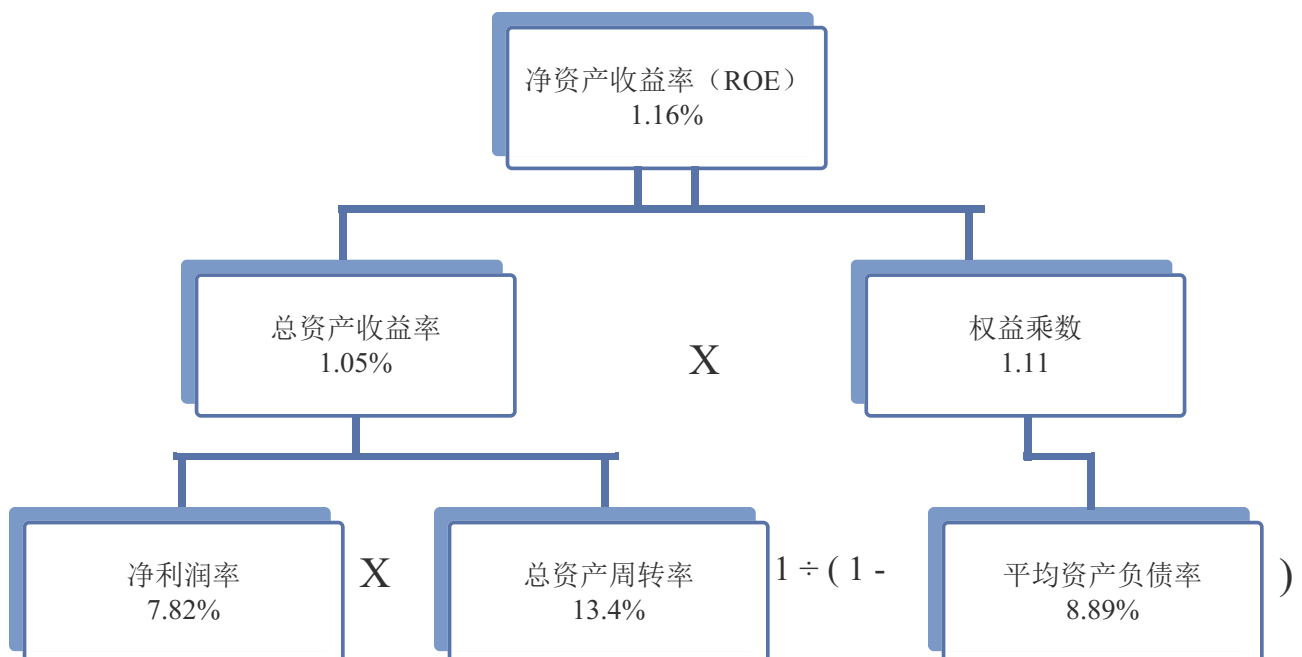 净资产收益率（ROE）
1.16%
总资产收益率
1.05%
X
权益乘数
1.11
净利润率
7.82%
X
总资产周转率
13.4%
1 ÷ ( 1 -
平均资产负债率
8.89%
)